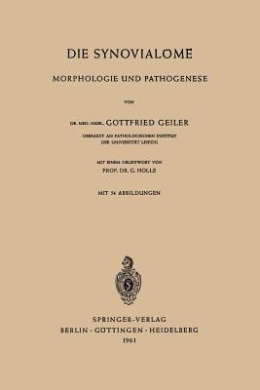 DIE SYNOVIALOME
MORPHOLOGIE UND PATHOGENESE
VON
DR. MED. HABIL. GOTTFRIED GEILER
OBERARZT AM PATHOLOGISCHEN INSTITUT
DER UNIVERSITÄT LEIPZIG
MIT EINEM GELEITWORT VON
PROF. DR. G. HOLLE
MIT 54 ABBILDUNGEN
SPRINGER-VERLAG
BERLIN · GÖTTINGEN · HEIDELBERG
1961